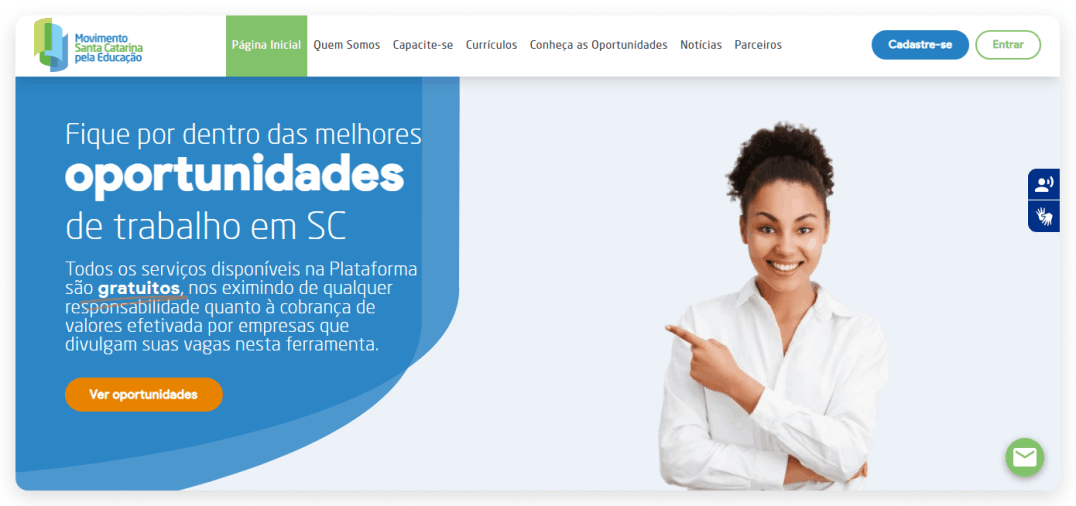 Movimento
Santa Catarina
pela Educação
Página Inicial Quem Somos Capacite-se Currículos Conheça as Oportunidades Notícias Parceiros Cadastre-se Entrar
Fique por dentro das melhores
oportunidades
de trabalho em SC
Todos os serviços disponíveis na Plataforma
são gratuitos, nos eximindo de qualquer
responsabilidade quanto à cobrança de
valores efetivada por empresas que
divulgam suas vagas nesta ferramenta.
Ver oportunidades